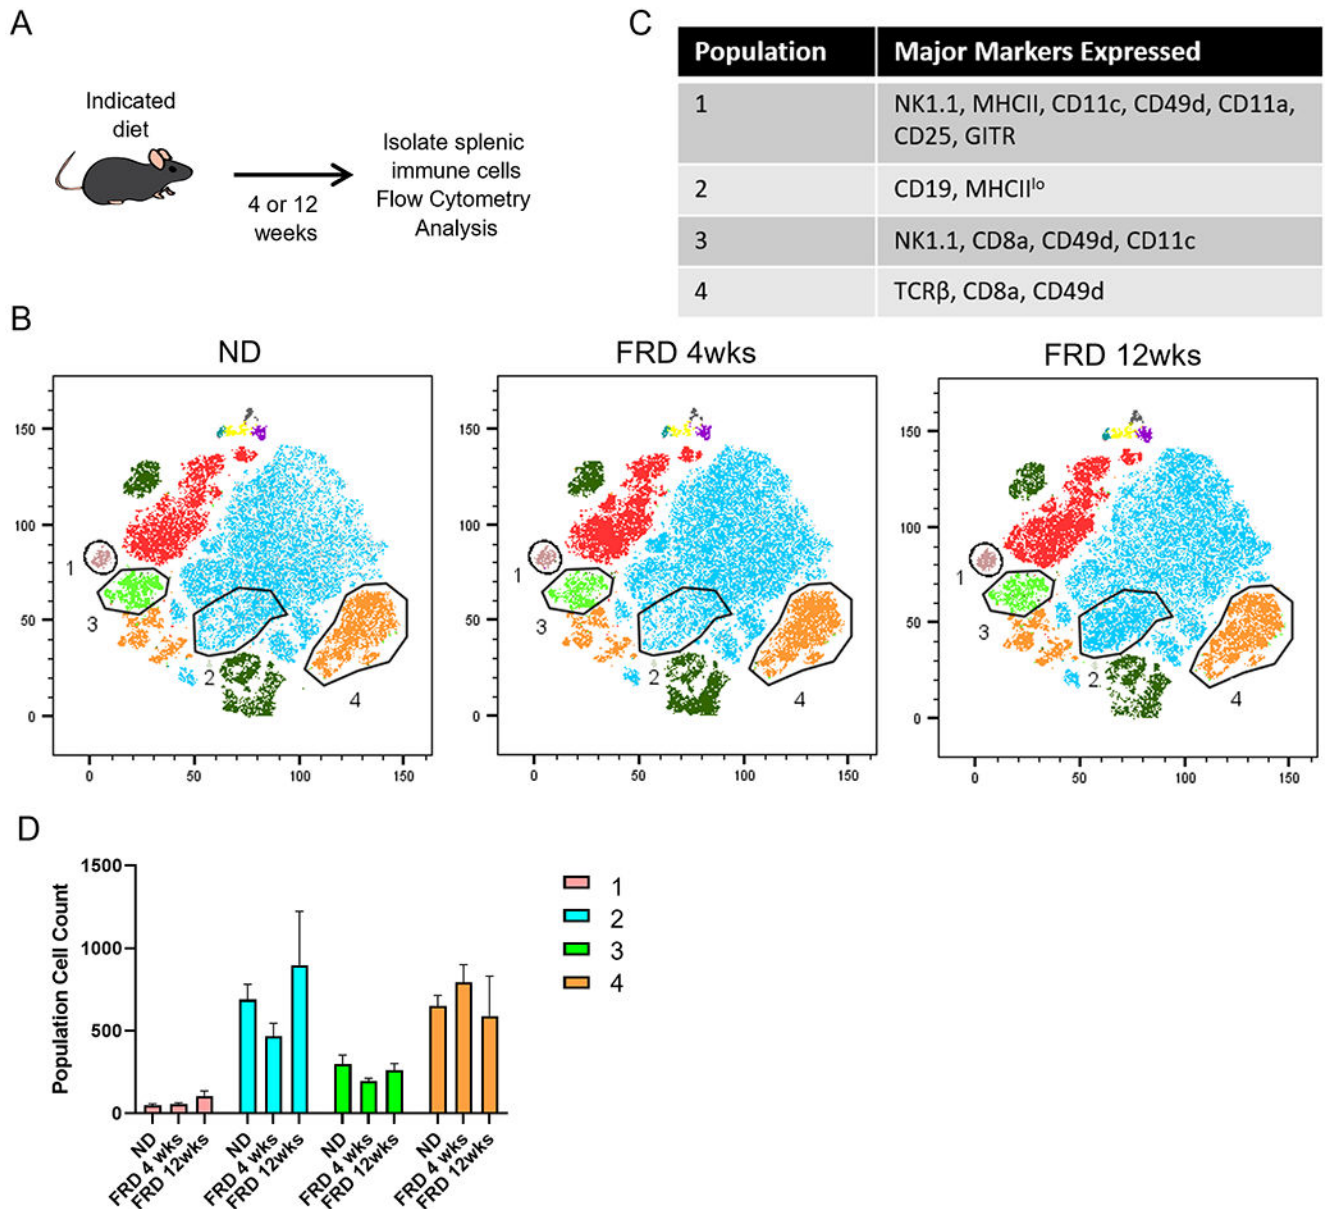 A
Indicated
diet
4 or 12
weeks
Isolate splenic
immune cells
Flow Cytometry
Analysis
C
Population Major Markers Expressed
1 NK1.1, MHCII, CD11c, CD49d, CD11a,
CD25, GITR
2 CD19, MHCIIlo
3 NK1.1, CD8a, CD49d, CD11c
4 TCRβ, CD8a, CD49d
B
ND
150
100
50
0
0 50 100 150
1
3
2
4
FRD 4wks
150
100
50
0
0 50 100 150
1
3
2
4
FRD 12wks
150
100
50
0
0 50 100 150
1
3
2
4
D
Population Cell Count
1500
1000
500
0
ND
FRD 4 wks
FRD 12wks
ND
FRD 4 wks
FRD 12wks
ND
FRD 4 wks
FRD 12wks
ND
FRD 4 wks
FRD 12wks
1
2
3
4